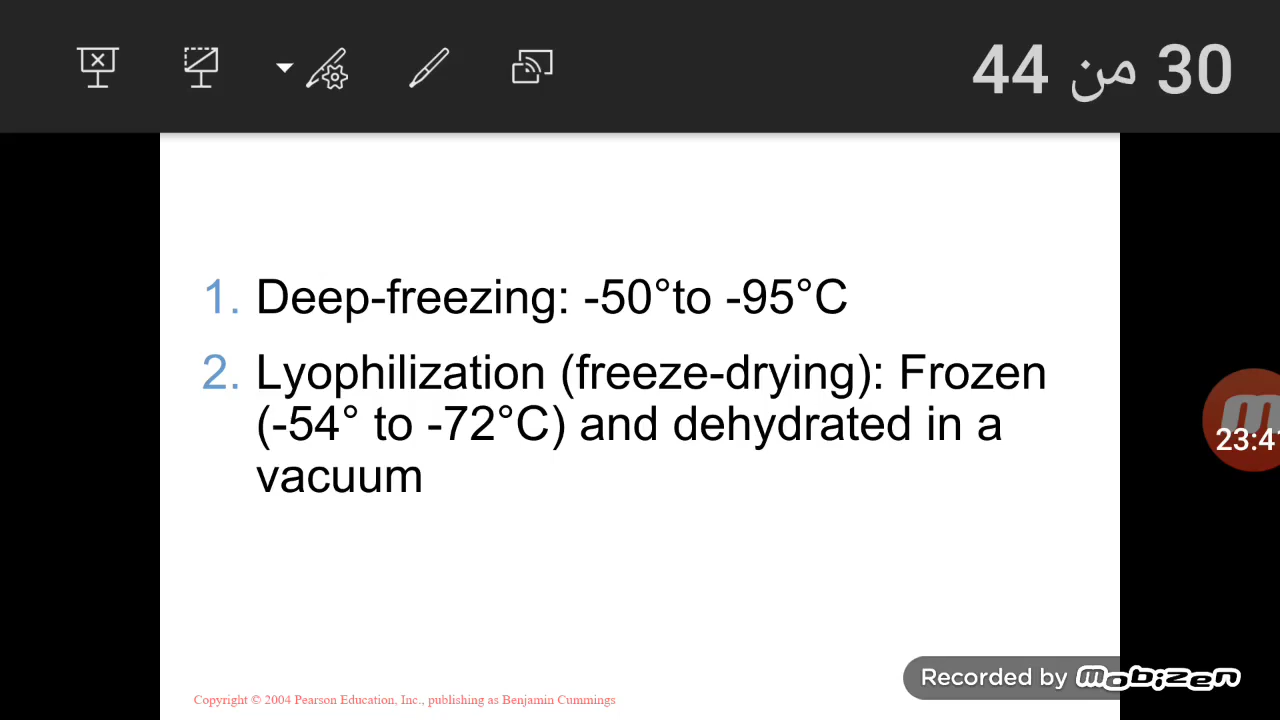 30 من 44
1. Deep-freezing: -50°to -95°C
2. Lyophilization (freeze-drying): Frozen
(-54° to -72°C) and dehydrated in a
vacuum
23:4
Recorded by mobizen
Copyright © 2004 Pearson Education, Inc., publishing as Benjamin Cummings